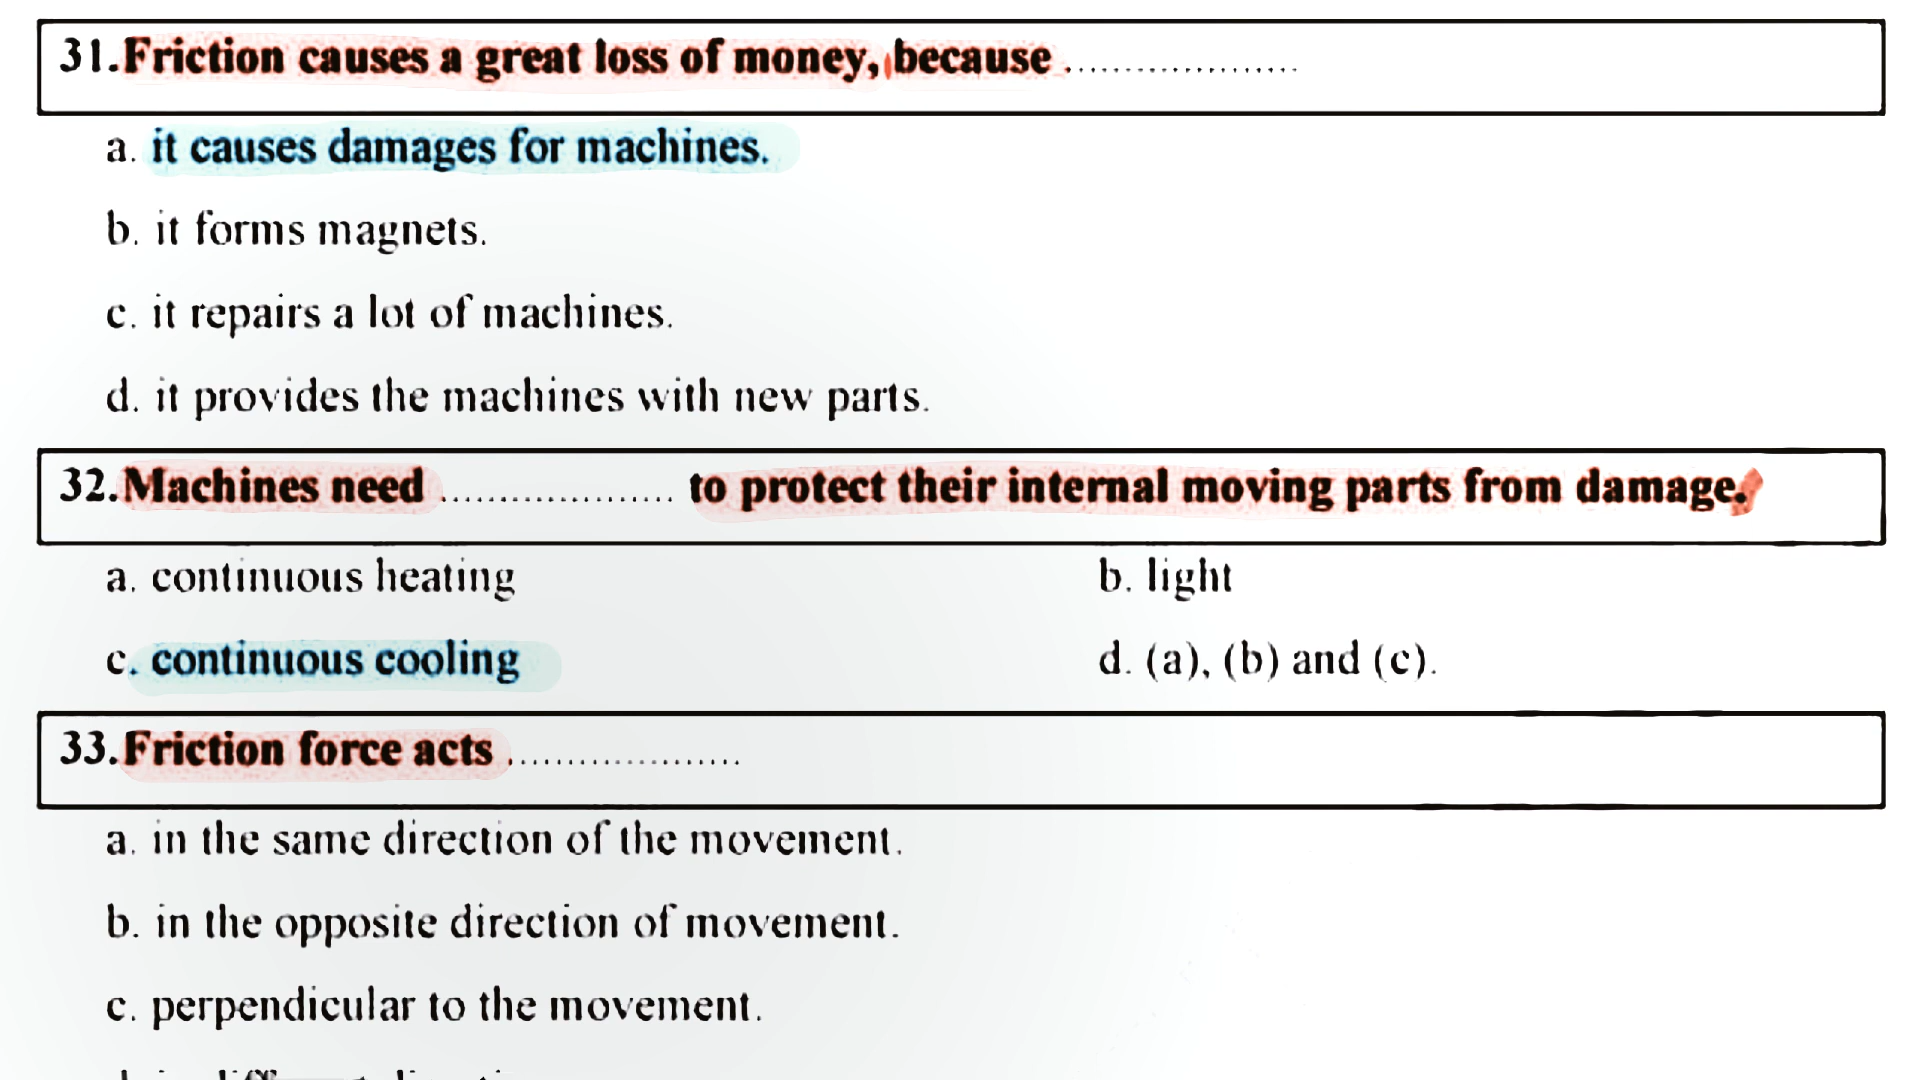 31.Friction causes a great loss of money, because ....................
a. it causes damages for machines.
b. it forms magnets.
c. it repairs a lot of machines.
d. it provides the machines with new parts.
32.Machines need .................... to protect their internal moving parts from damage.
a. continuous heating
b. light
c. continuous cooling
d. (a), (b) and (c).
33.Friction force acts ....................
a. in the same direction of the movement.
b. in the opposite direction of movement.
c. perpendicular to the movement.